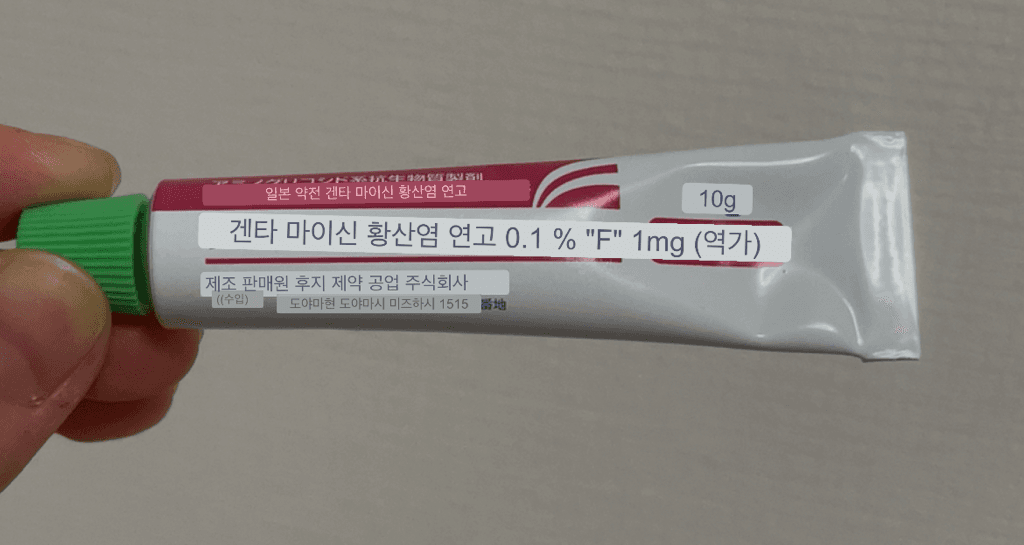 アミノグリコシド系抗生物質製剤
일본 약전 겐타 마이신 황산염 연고
10g
겐타 마이신 황산염 연고 0.1 % "F" 1mg (역가)
제조 판매원 후지 제약 공업 주식회사
((수입)
도야마현 도야마시 미즈하시 1515 番地